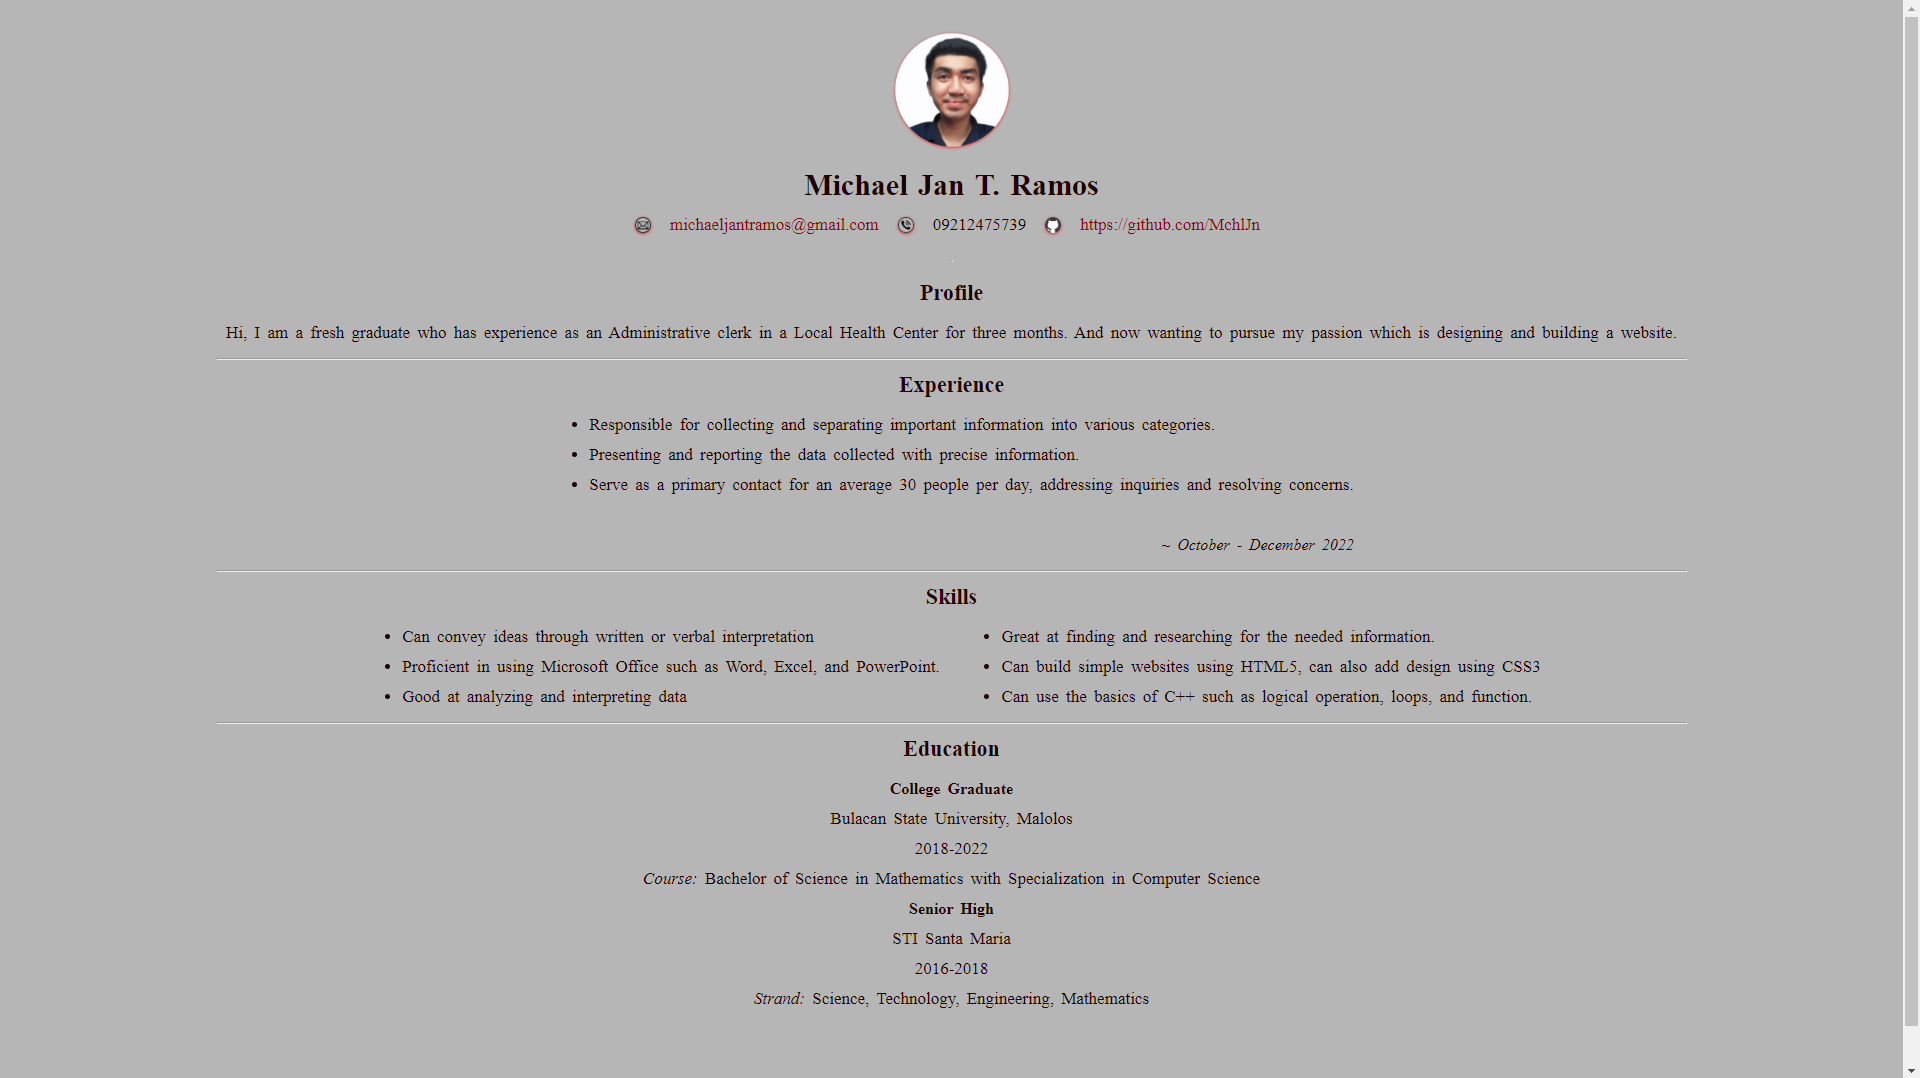 Michael Jan T. Ramos
michaeljantramos@gmail.com 09212475739 https://github.com/MchlJn
Profile
Hi, I am a fresh graduate who has experience as an Administrative clerk in a Local Health Center for three months. And now wanting to pursue my passion which is designing and building a website.
Experience
• Responsible for collecting and separating important information into various categories.
• Presenting and reporting the data collected with precise information.
• Serve as a primary contact for an average 30 people per day, addressing inquiries and resolving concerns.
~ October - December 2022
Skills
• Can convey ideas through written or verbal interpretation
• Proficient in using Microsoft Office such as Word, Excel, and PowerPoint.
• Good at analyzing and interpreting data
• Great at finding and researching for the needed information.
• Can build simple websites using HTML5, can also add design using CSS3
• Can use the basics of C++ such as logical operation, loops, and function.
Education
College Graduate
Bulacan State University, Malolos
2018-2022
Course: Bachelor of Science in Mathematics with Specialization in Computer Science
Senior High
STI Santa Maria
2016-2018
Strand: Science, Technology, Engineering, Mathematics